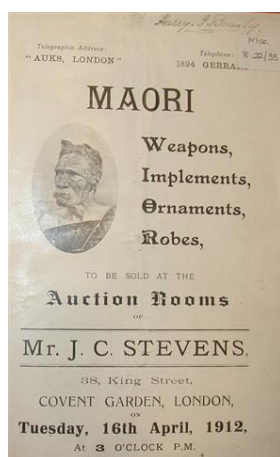 Misc.
Telegraphic Address:
"AUKS, LONDON"
Telephone:
1824 GERRA
MAORI
Weapons,
Implements,
Ornaments,
Robes,
TO BE SOLD AT THE
Auction Rooms
OF
Mr. J. C. STEVENS,
38, King Street,
COVENT GARDEN, LONDON,
ON
Tuesday, 16th April, 1912,
At 3 O'CLOCK P.M.